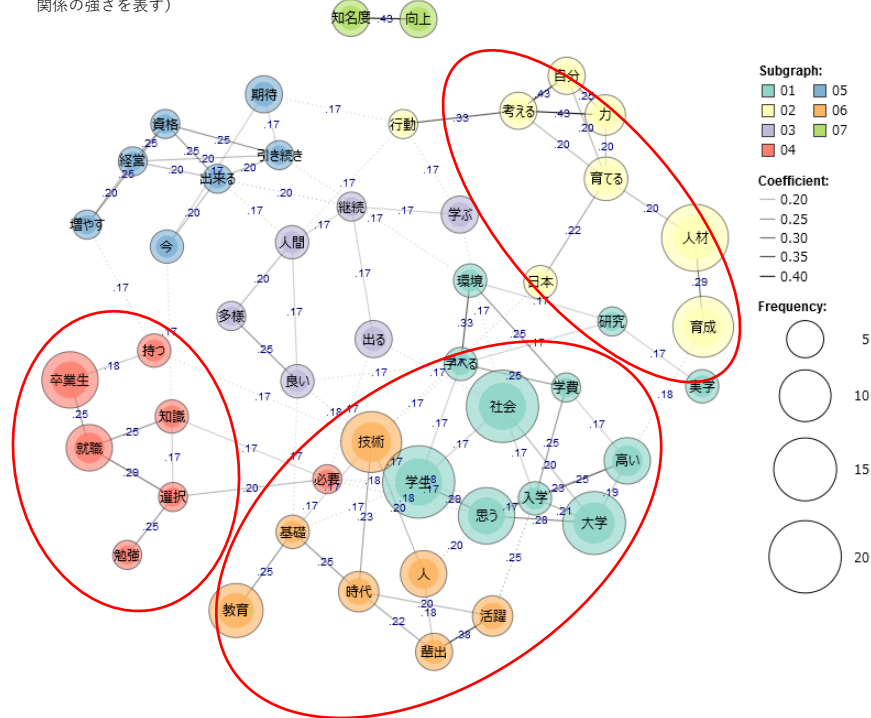 関係の強さを表す）
知名度 .43 向上
Subgraph:
01 05
02 06
03 07
04
Coefficient:
0.20
0.25
0.30
0.35
0.40
Frequency:
5
10
15
20
自分
期待
.17
行動
.33
考える
.43
.25
.43
力
.20
.20
.20
育てる
.20
人材
.29
育成
.22
日本
資格
.25
.25
経営
.25
.20
.20
.17
.20
出来る
.17
引き続き
.20
増やす
.20
今
.20
.17
継続
.17
.17
.17
学ぶ
.17
.17
人間
.17
.20
多様
.17
.25
良い
.17
出る
.17
環境
.33
.17
.25
.17
.17
研究
.17
実学
.18
学べる
.25
学費
.17
社会
.17
.17
.25
.20
高い
.25
.23
.19
入学
.21
大学
.28
.17
思う
.28
学生
.25
.17
.17
持つ
.18
卒業生
.25
就職
.25
知識
.17
.29
選択
.25
勉強
.17
.20
必要
.17
.18
.17
.17
.17
技術
.17
.18
.18
.20
.17
.17
.23
.17
基礎
.25
教育
.25
時代
人
.20
.20
.18
.22
輩出
.38
活躍